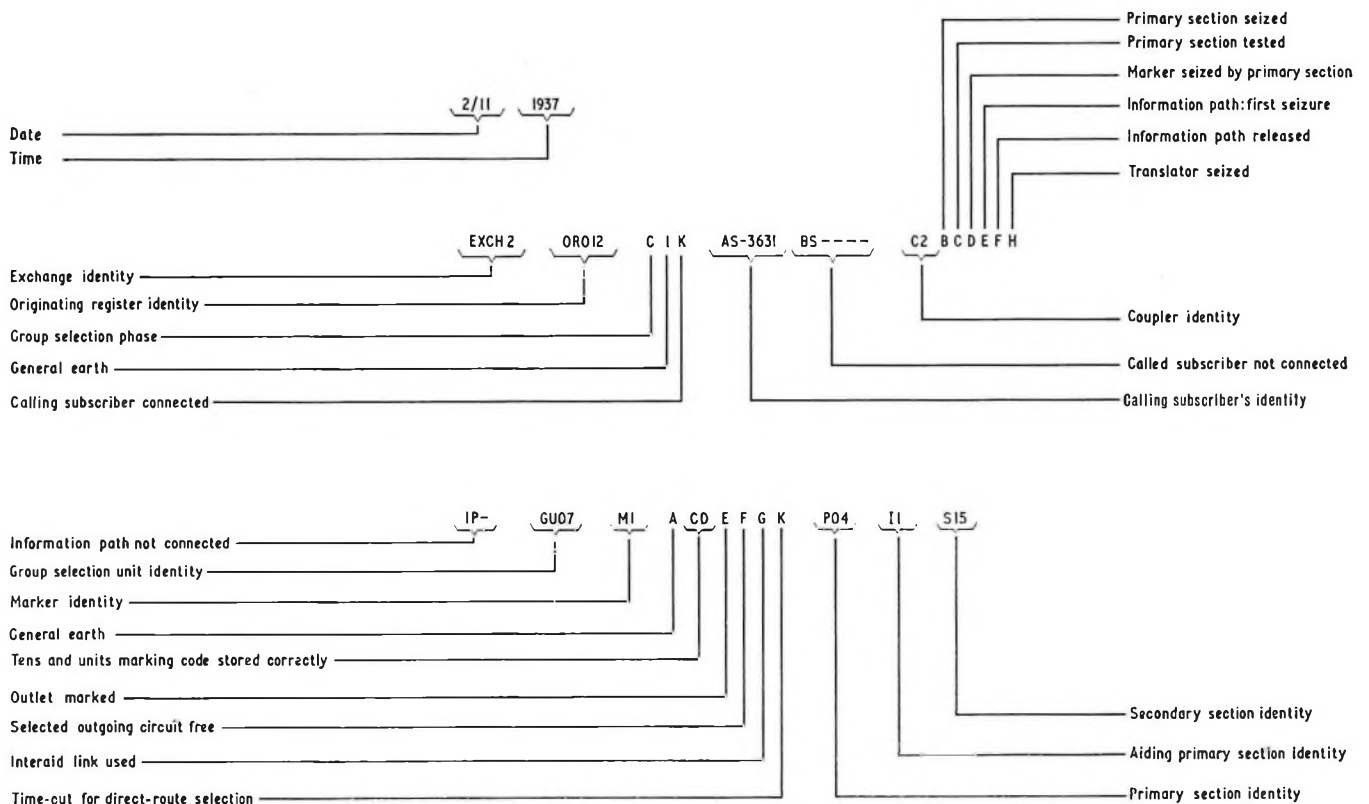 Primary section seized
Primary section tested
Marker seized by primary section
Information path: first seizure
Information path released
Translator seized
2/11 1937
Date
Time
EXCH 2 OR012 C I K AS-3631 BS---- C2 B C D E F H
Exchange identity
Originating register identity
Group selection phase
General earth
Calling subscriber connected
Coupler identity
Called subscriber not connected
Calling subscriber's identity
IP- GU07 M1 A CD E F G K P04 I1 S15
Information path not connected
Group selection unit identity
Marker identity
General earth
Tens and units marking code stored correctly
Outlet marked
Selected outgoing circuit free
Interaid link used
Time-cut for direct-route selection
Secondary section identity
Aiding primary section identity
Primary section identity